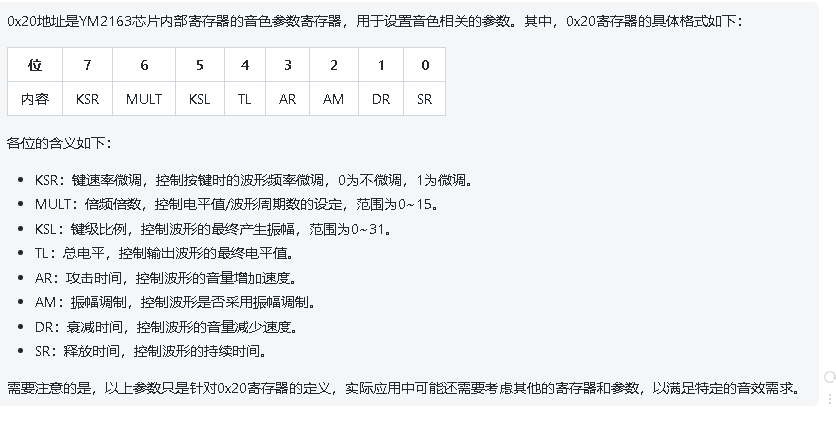 0x20地址是YM2163芯片内部寄存器的音色参数寄存器，用于设置音色相关的参数。其中，0x20寄存器的具体格式如下：
位 7 6 5 4 3 2 1 0
内容 KSR MULT KSL TL AR AM DR SR
各位的含义如下：
• KSR：键速率微调，控制按键时的波形频率微调，0为不微调，1为微调。
• MULT：倍频倍数，控制电平值/波形周期数的设定，范围为0~15。
• KSL：键级比例，控制波形的最终产生振幅，范围为0~31。
• TL：总电平，控制输出波形的最终电平值。
• AR：攻击时间，控制波形的音量增加速度。
• AM：振幅调制，控制波形是否采用振幅调制。
• DR：衰减时间，控制波形的音量减少速度。
• SR：释放时间，控制波形的持续时间。
需要注意的是，以上参数只是针对0x20寄存器的定义，实际应用中可能还需要考虑其他的寄存器和参数，以满足特定的音效需求。